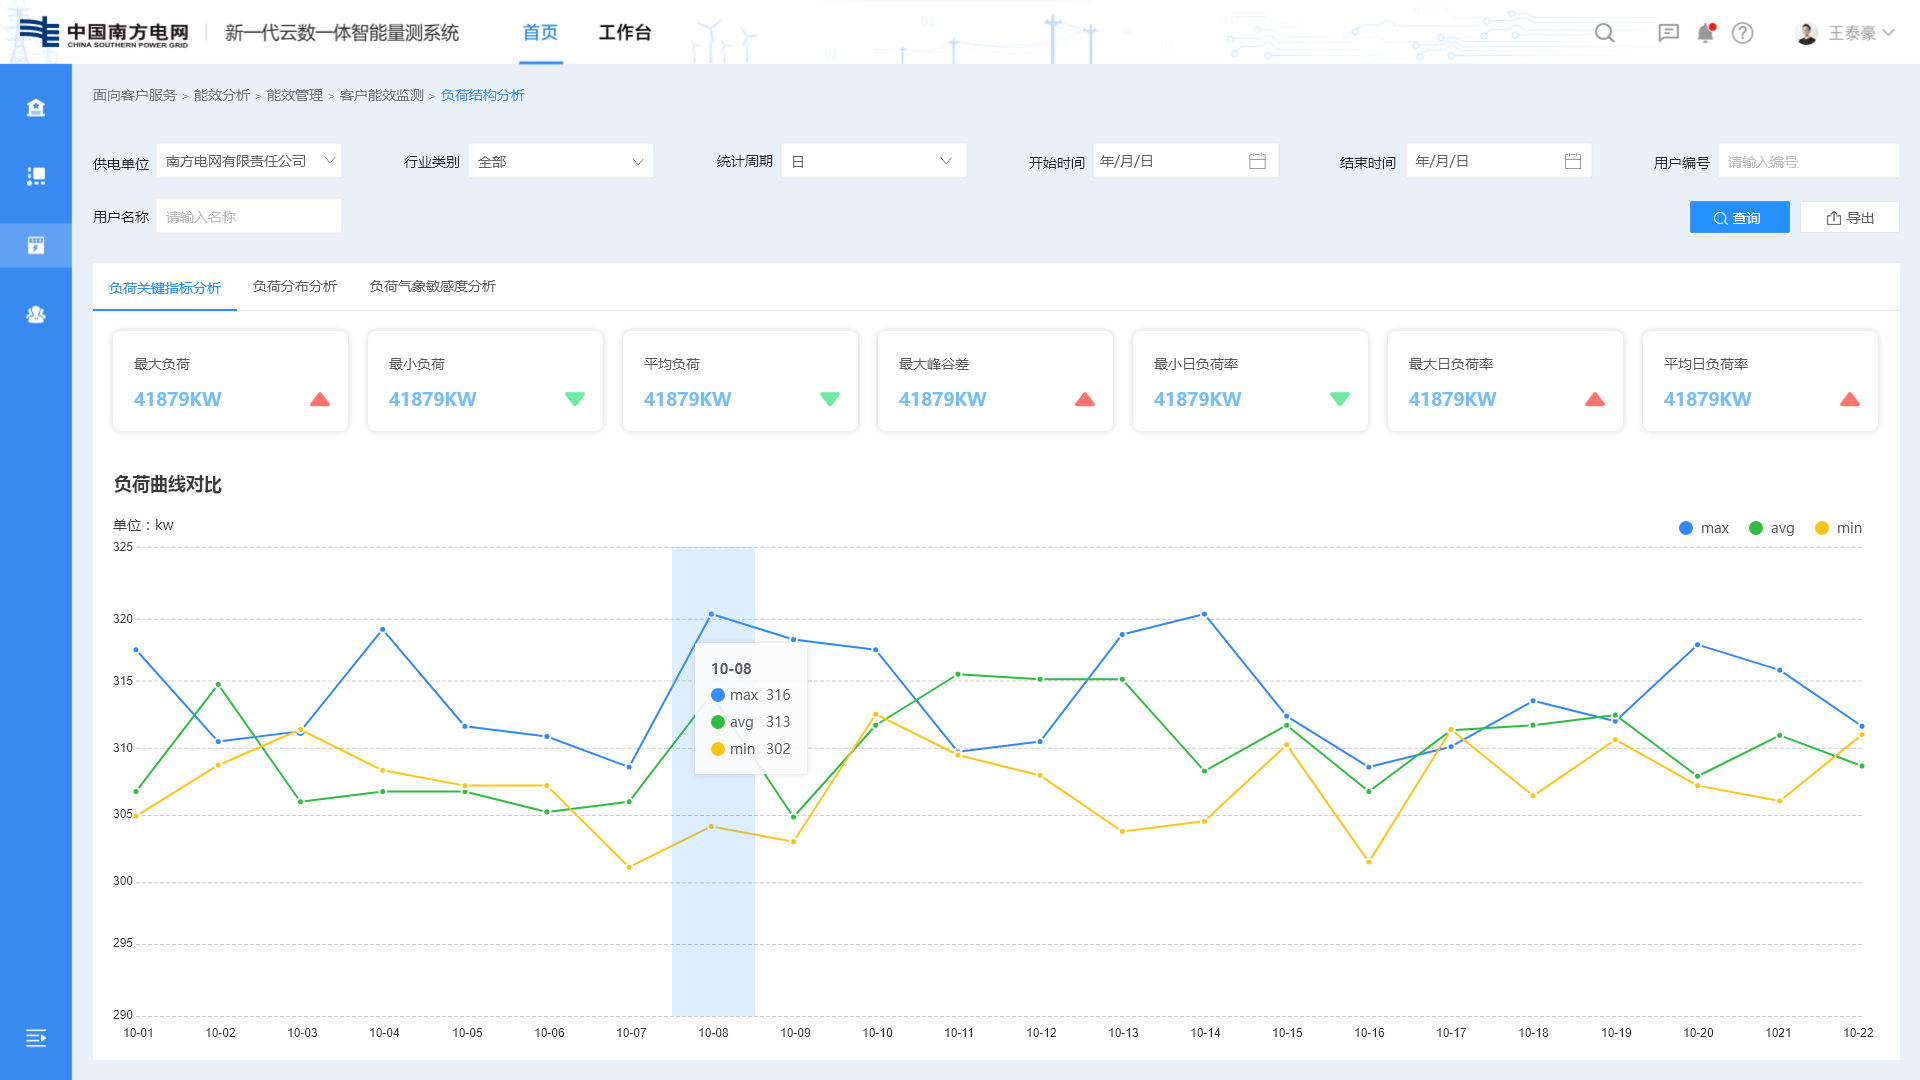 中国南方电网
CHINA SOUTHERN POWER GRID
新一代云数一体智能量测系统
首页
工作台
王泰豪
面向客户服务 > 能效分析 > 能效管理 > 客户能效监测 > 负荷结构分析
供电单位 南方电网有限责任公司
行业类别 全部
统计周期 日
开始时间 年/月/日
结束时间 年/月/日
用户编号 请输入编号
用户名称 请输入名称
查询
导出
负荷关键指标分析
负荷分布分析
负荷气象敏感度分析
最大负荷
41879KW
最小负荷
41879KW
平均负荷
41879KW
最大峰谷差
41879KW
最小日负荷率
41879KW
最大日负荷率
41879KW
平均日负荷率
41879KW
负荷曲线对比
单位：kw
max
avg
min
325
320
315
310
305
300
295
290
10-08
max 316
avg 313
min 302
10-01 10-02 10-03 10-04 10-05 10-06 10-07 10-08 10-09 10-10 10-11 10-12 10-13 10-14 10-15 10-16 10-17 10-18 10-19 10-20 1021 10-22